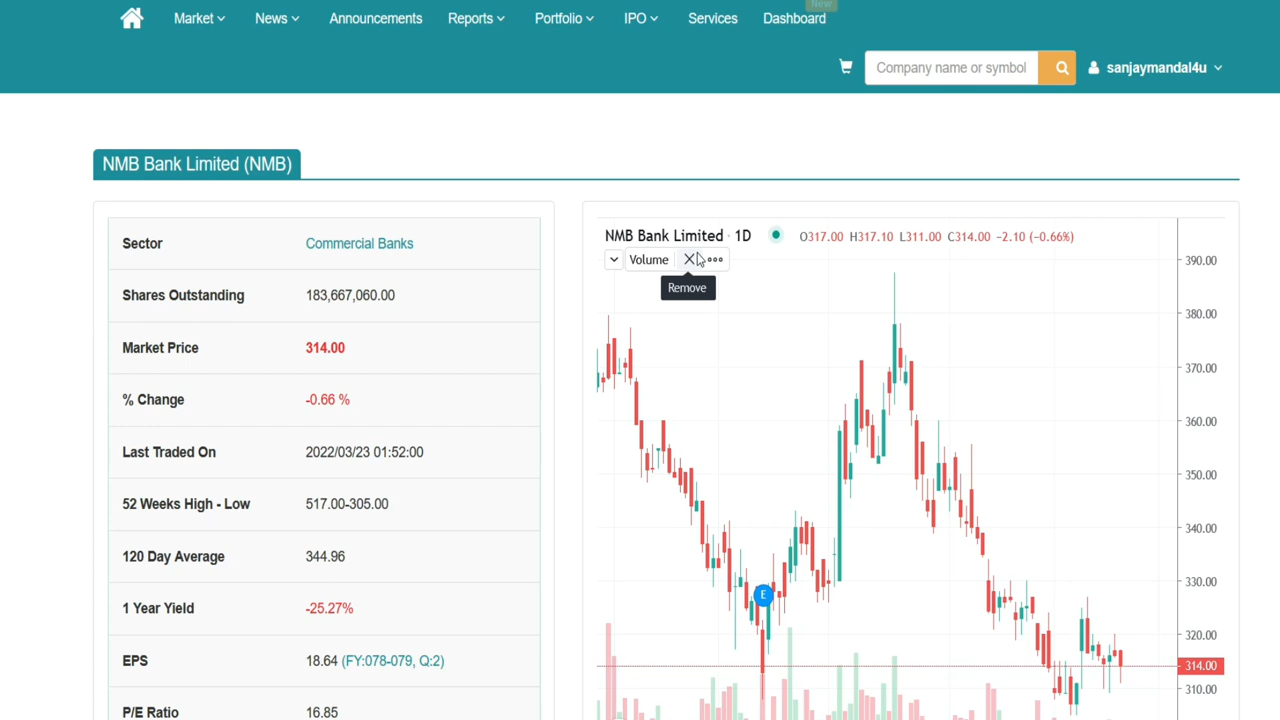 New
Market News Announcements Reports Portfolio IPO Services Dashboard
Company name or symbol sanjaymandal4u
NMB Bank Limited (NMB)
Sector Commercial Banks
Shares Outstanding 183,667,060.00
Market Price 314.00
% Change -0.66 %
Last Traded On 2022/03/23 01:52:00
52 Weeks High - Low 517.00-305.00
120 Day Average 344.96
1 Year Yield -25.27%
EPS 18.64 (FY:078-079, Q:2)
P/E Ratio 16.85
NMB Bank Limited · 1D O317.00 H317.10 L311.00 C314.00 -2.10 (-0.66%)
Volume
Remove
390.00
380.00
370.00
360.00
350.00
340.00
330.00
E
320.00
314.00
310.00